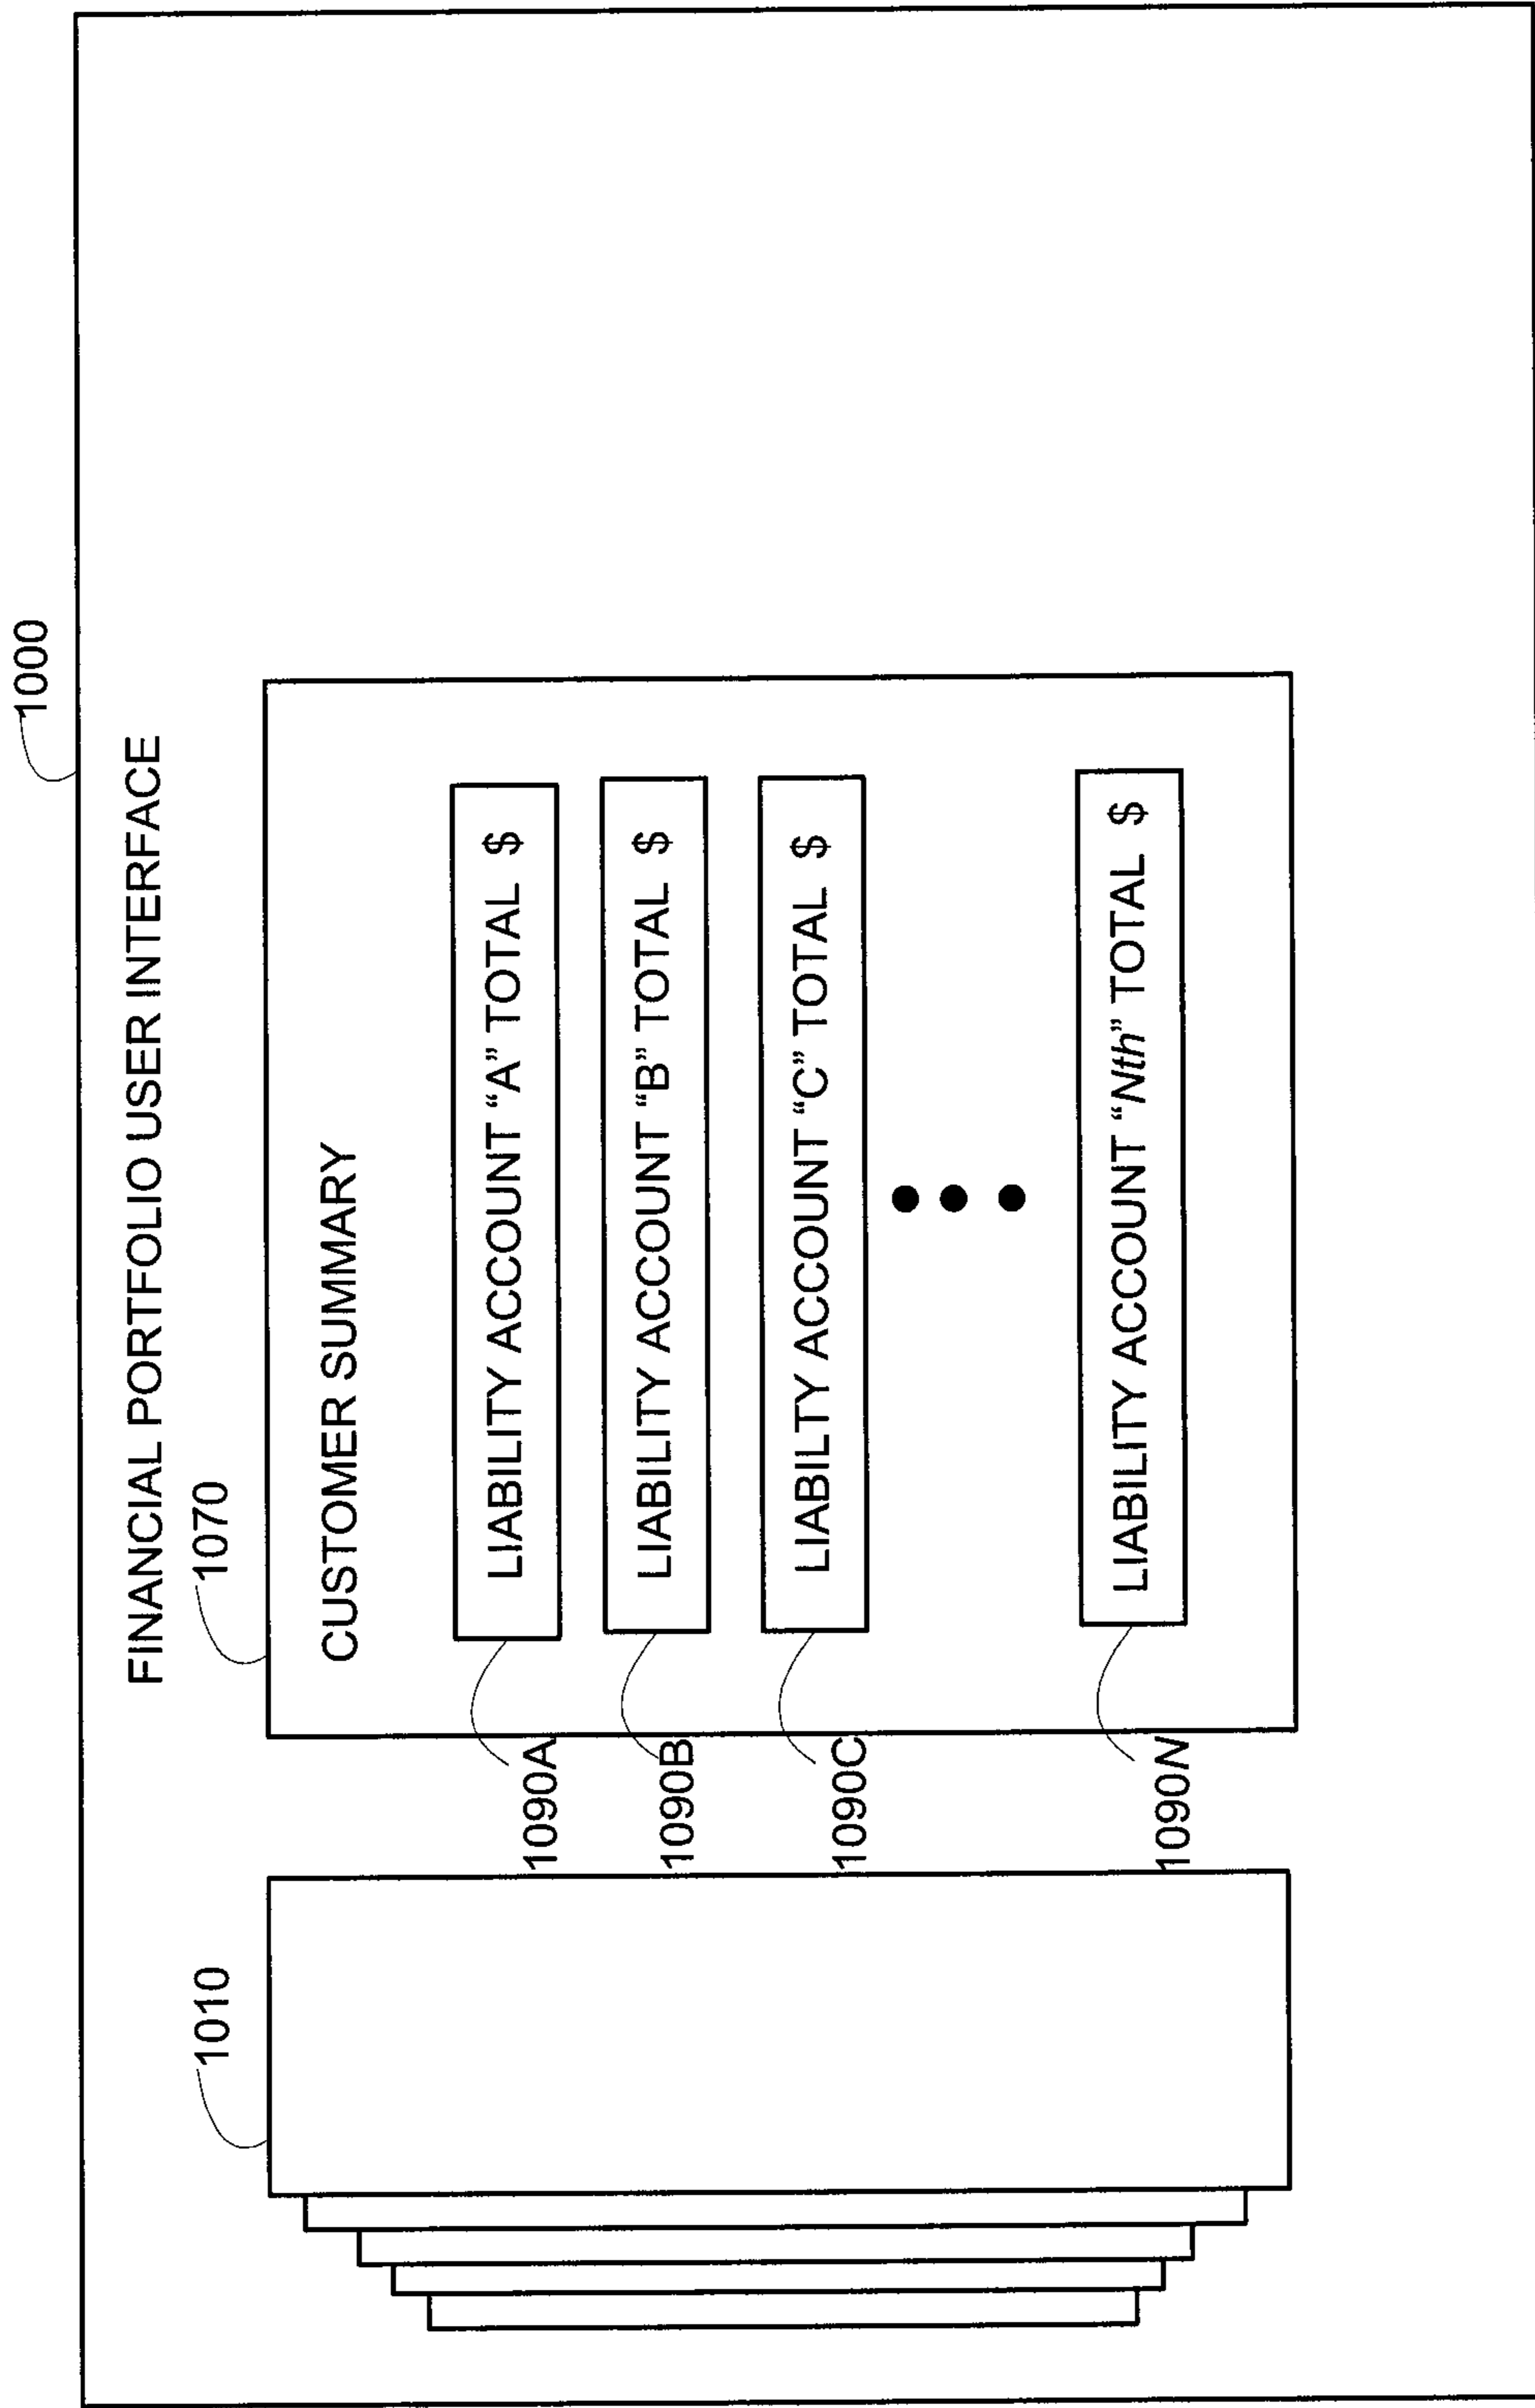 1000
FINANCIAL PORTFOLIO USER INTERFACE
1010
1070
CUSTOMER SUMMARY
LIABILITY ACCOUNT “A” TOTAL $
1090A
LIABILITY ACCOUNT “B” TOTAL $
1090B
LIABILTY ACCOUNT “C” TOTAL $
1090C
LIABILITY ACCOUNT “Nth” TOTAL $
1090N